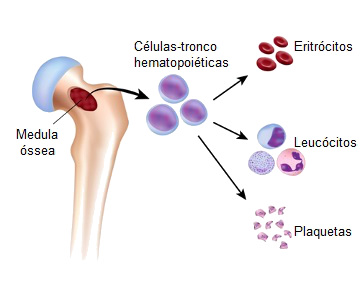 Células-tronco
hematopoiéticas
Eritrócitos
Medula
óssea
Leucócitos
Plaquetas